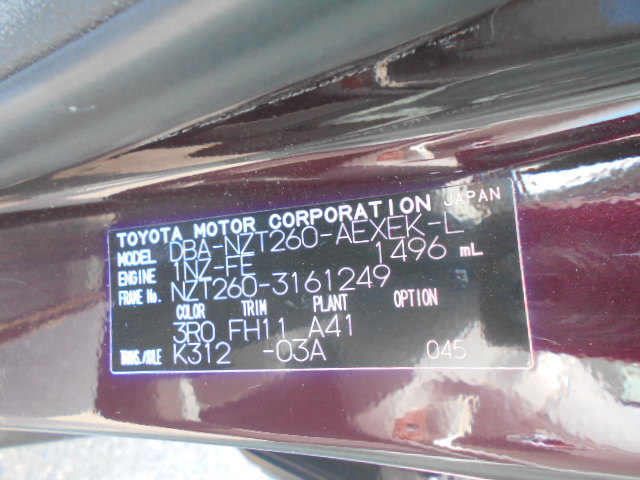 TOYOTA MOTOR CORPORATION JAPAN
MODEL DBA-NZT260-AEXEK-L
ENGINE 1NZ-FE 1496 mL
FRAME No. NZT260-3161249
COLOR TRIM PLANT OPTION
3R0 FH11 A41
TRANS./AXLE K312 -03A 045